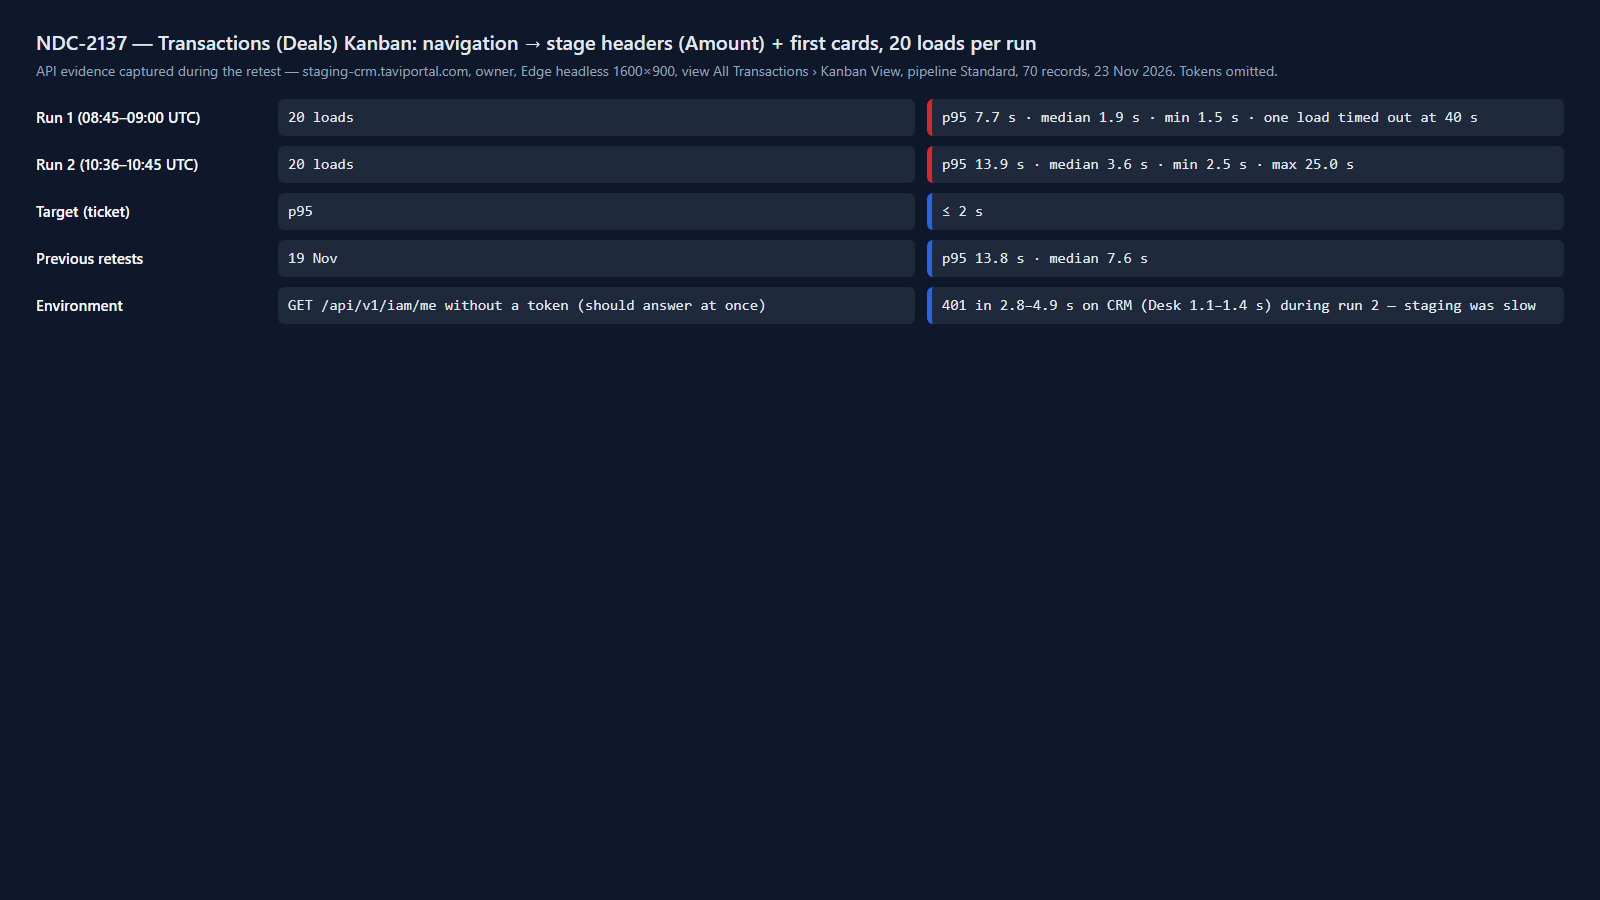 NDC-2137 — Transactions (Deals) Kanban: navigation → stage headers (Amount) + first cards, 20 loads per run
API evidence captured during the retest — staging-crm.taviportal.com, owner, Edge headless 1600×900, view All Transactions › Kanban View, pipeline Standard, 70 records, 23 Nov 2026. Tokens omitted.
Run 1 (08:45–09:00 UTC) 20 loads p95 7.7 s · median 1.9 s · min 1.5 s · one load timed out at 40 s
Run 2 (10:36–10:45 UTC) 20 loads p95 13.9 s · median 3.6 s · min 2.5 s · max 25.0 s
Target (ticket) p95 ≤ 2 s
Previous retests 19 Nov p95 13.8 s · median 7.6 s
Environment GET /api/v1/iam/me without a token (should answer at once) 401 in 2.8–4.9 s on CRM (Desk 1.1–1.4 s) during run 2 — staging was slow